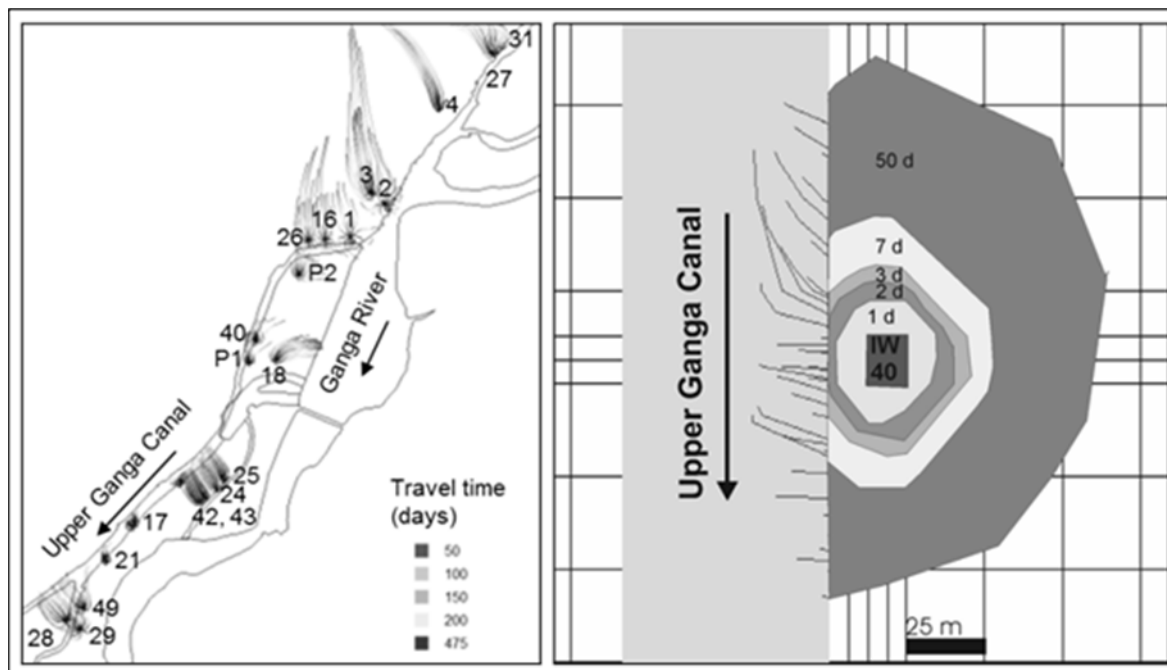 31
27
4
3
2
26 16 1
P2
40
P1
18
Ganga River
Upper Ganga Canal
25
24
42, 43
17
21
49
28
29
Travel time
(days)
50
100
150
200
475
Upper Ganga Canal
50 d
7 d
3 d
2 d
1 d
IW
40
25 m